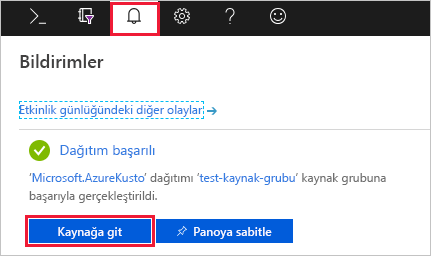 Bildirimler
Etkinlik günlüğündeki diğer olaylar
Dağıtım başarılı
'Microsoft.AzureKusto' dağıtımı 'test-kaynak-grubu' kaynak grubuna
başarıyla gerçekleştirildi.
Kaynağa git
Panoya sabitle